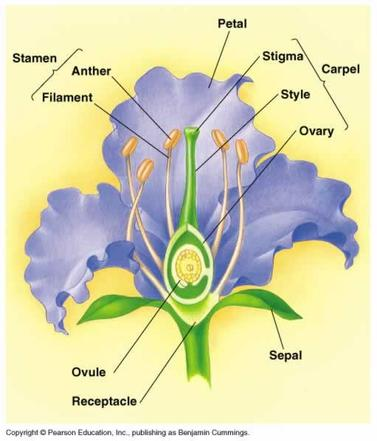 Petal
Stamen
Anther
Filament
Stigma
Style
Ovary
Carpel
Sepal
Ovule
Receptacle
Copyright © Pearson Education, Inc., publishing as Benjamin Cummings.